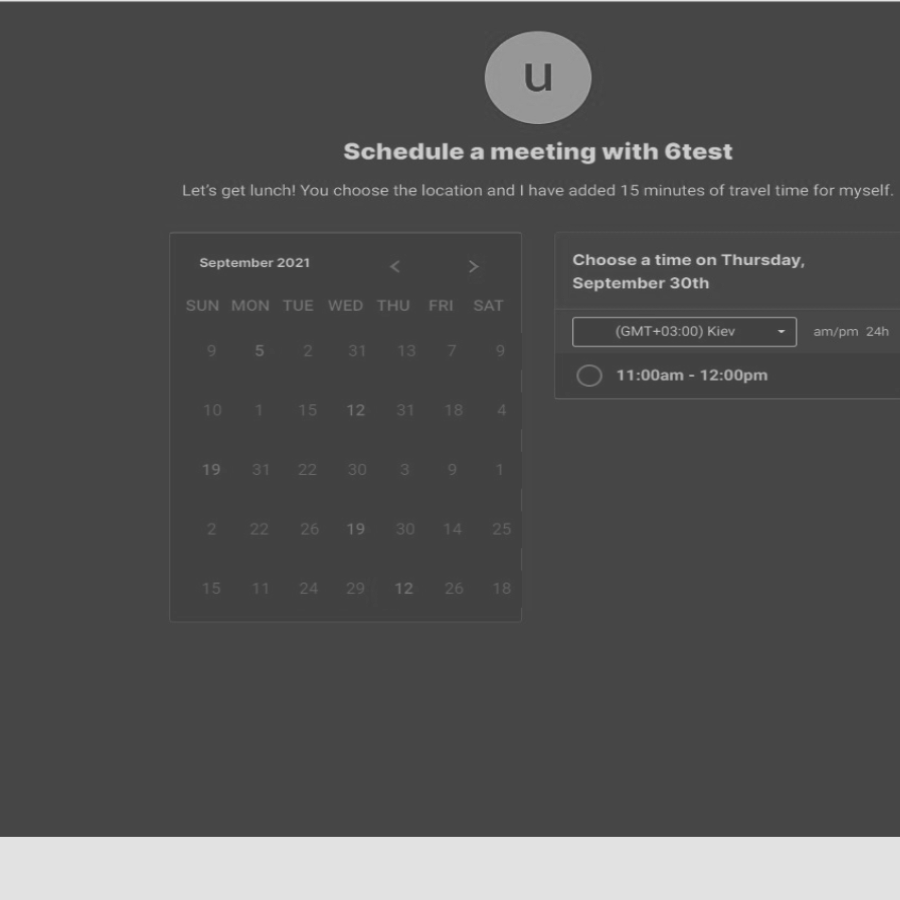 u
Schedule a meeting with 6test
Let's get lunch! You choose the location and I have added 15 minutes of travel time for myself.
September 2021
SUN MON TUE WED THU FRI SAT
9 5 2 31 13 7 9
10 1 15 12 31 18 4
19 31 22 30 3 9 1
2 22 26 19 30 14 25
15 11 24 29 12 26 18
Choose a time on Thursday,
September 30th
(GMT+03:00) Kiev am/pm 24h
11:00am - 12:00pm